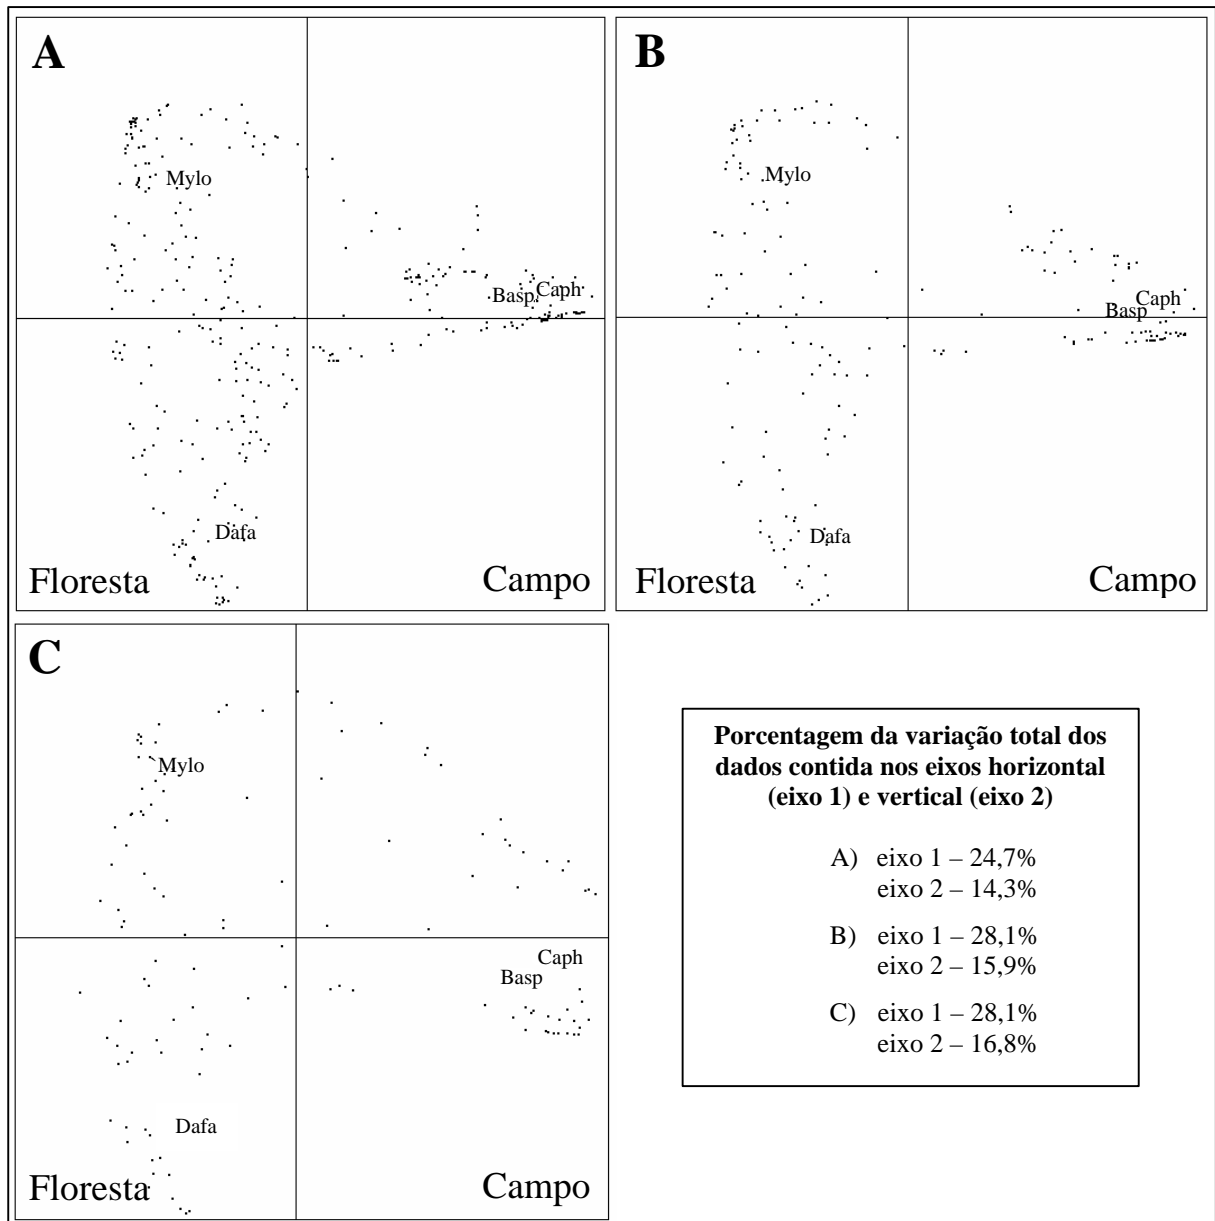 A
Mylo
Basp
Caph
Dafa
Floresta
Campo
B
Mylo
Caph
Basp
Dafa
Floresta
Campo
C
Mylo
Caph
Basp
Dafa
Floresta
Campo
Porcentagem da variação total dos
dados contida nos eixos horizontal
(eixo 1) e vertical (eixo 2)
A) eixo 1 – 24,7%
eixo 2 – 14,3%
B) eixo 1 – 28,1%
eixo 2 – 15,9%
C) eixo 1 – 28,1%
eixo 2 – 16,8%